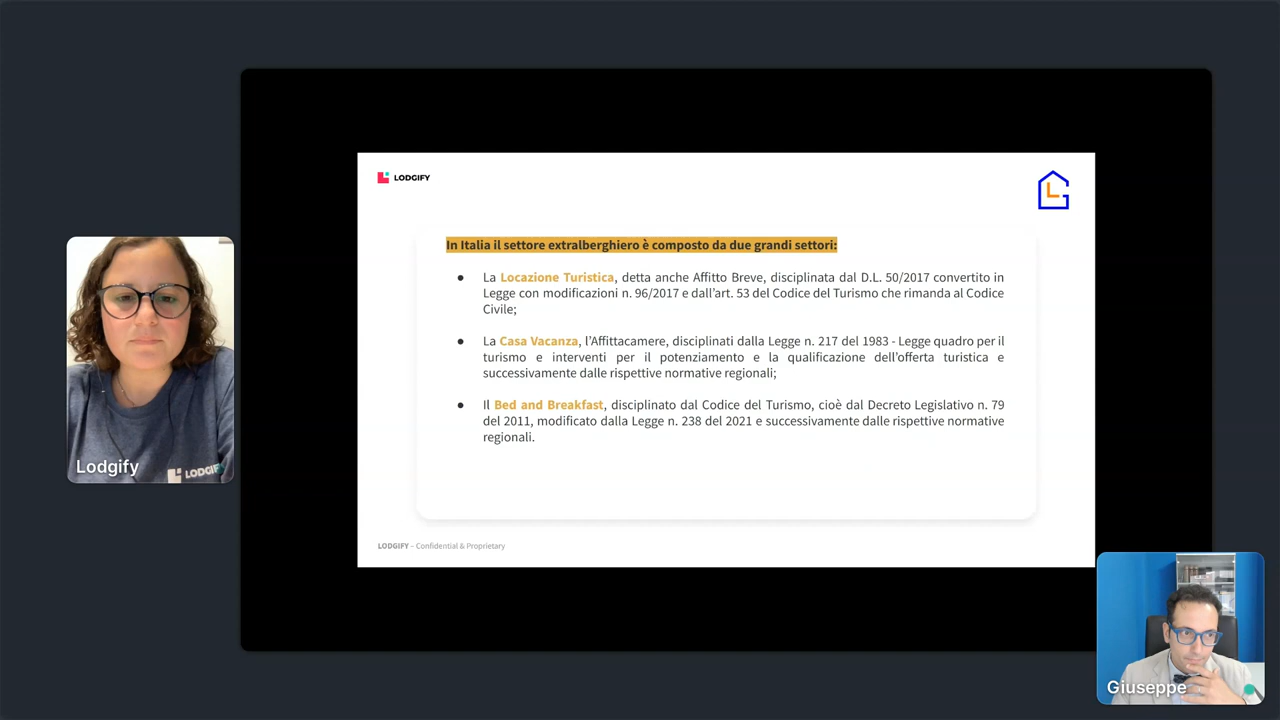 LODGIFY
In Italia il settore extralberghiero è composto da due grandi settori:
● La Locazione Turistica, detta anche Affitto Breve, disciplinata dal D.L. 50/2017 convertito in
Legge con modificazioni n. 96/2017 e dall’art. 53 del Codice del Turismo che rimanda al Codice
Civile;
● La Casa Vacanza, l’Affittacamere, disciplinati dalla Legge n. 217 del 1983 - Legge quadro per il
turismo e interventi per il potenziamento e la qualificazione dell’offerta turistica e
successivamente dalle rispettive normative regionali;
● Il Bed and Breakfast, disciplinato dal Codice del Turismo, cioè dal Decreto Legislativo n. 79
del 2011, modificato dalla Legge n. 238 del 2021 e successivamente dalle rispettive normative
regionali.
LODGIFY – Confidential & Proprietary
Lodgify
LODGIFY
Giuseppe